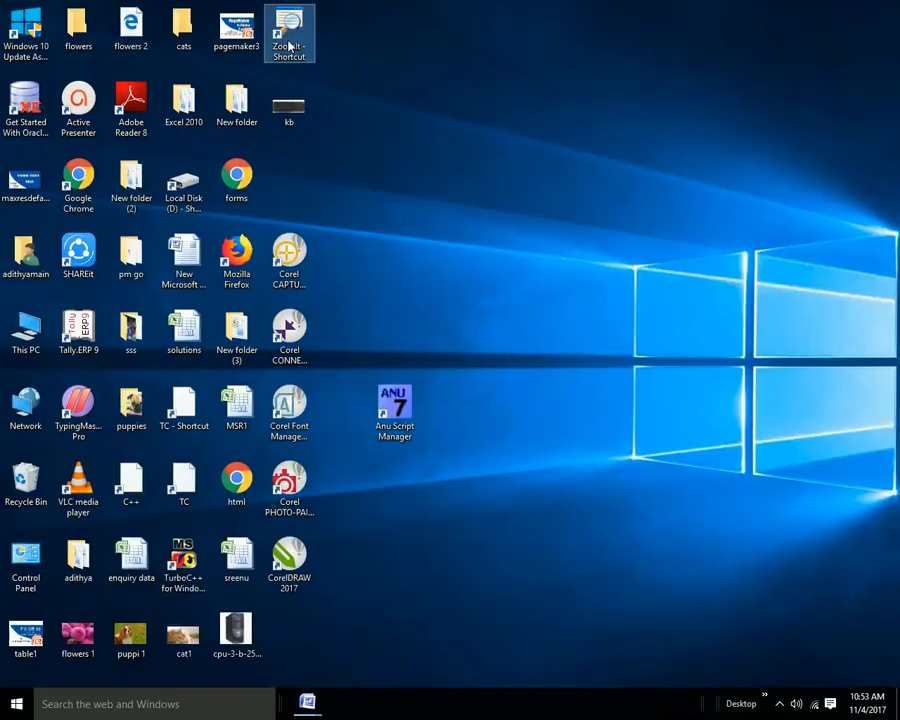 Windows 10
Update As...
flowers
flowers 2
cats
pagemaker3
ZoomIt -
Shortcut
Get Started
With Oracl...
Active
Presenter
Adobe
Reader 8
Excel 2010
New folder
kb
maxresdefa...
Google
Chrome
New folder
(2)
Local Disk
(D) - Sh...
forms
adithyamain
SHAREit
pm go
New
Microsoft ...
Mozilla
Firefox
Corel
CAPTU...
This PC
Tally.ERP 9
sss
solutions
New folder
(3)
Corel
CONNE...
Network
TypingMas...
Pro
puppies
TC - Shortcut
MSR1
Corel Font
Manage...
ANU
7
Anu Script
Manager
Recycle Bin
VLC media
player
C++
TC
html
Corel
PHOTO-PAI...
Control
Panel
adithya
enquiry data
MS
TurboC++
for Windo...
sreenu
CorelDRAW
2017
table1
flowers 1
puppi 1
cat1
cpu-3-b-25...
Search the web and Windows
Desktop
10:53 AM
11/4/2017